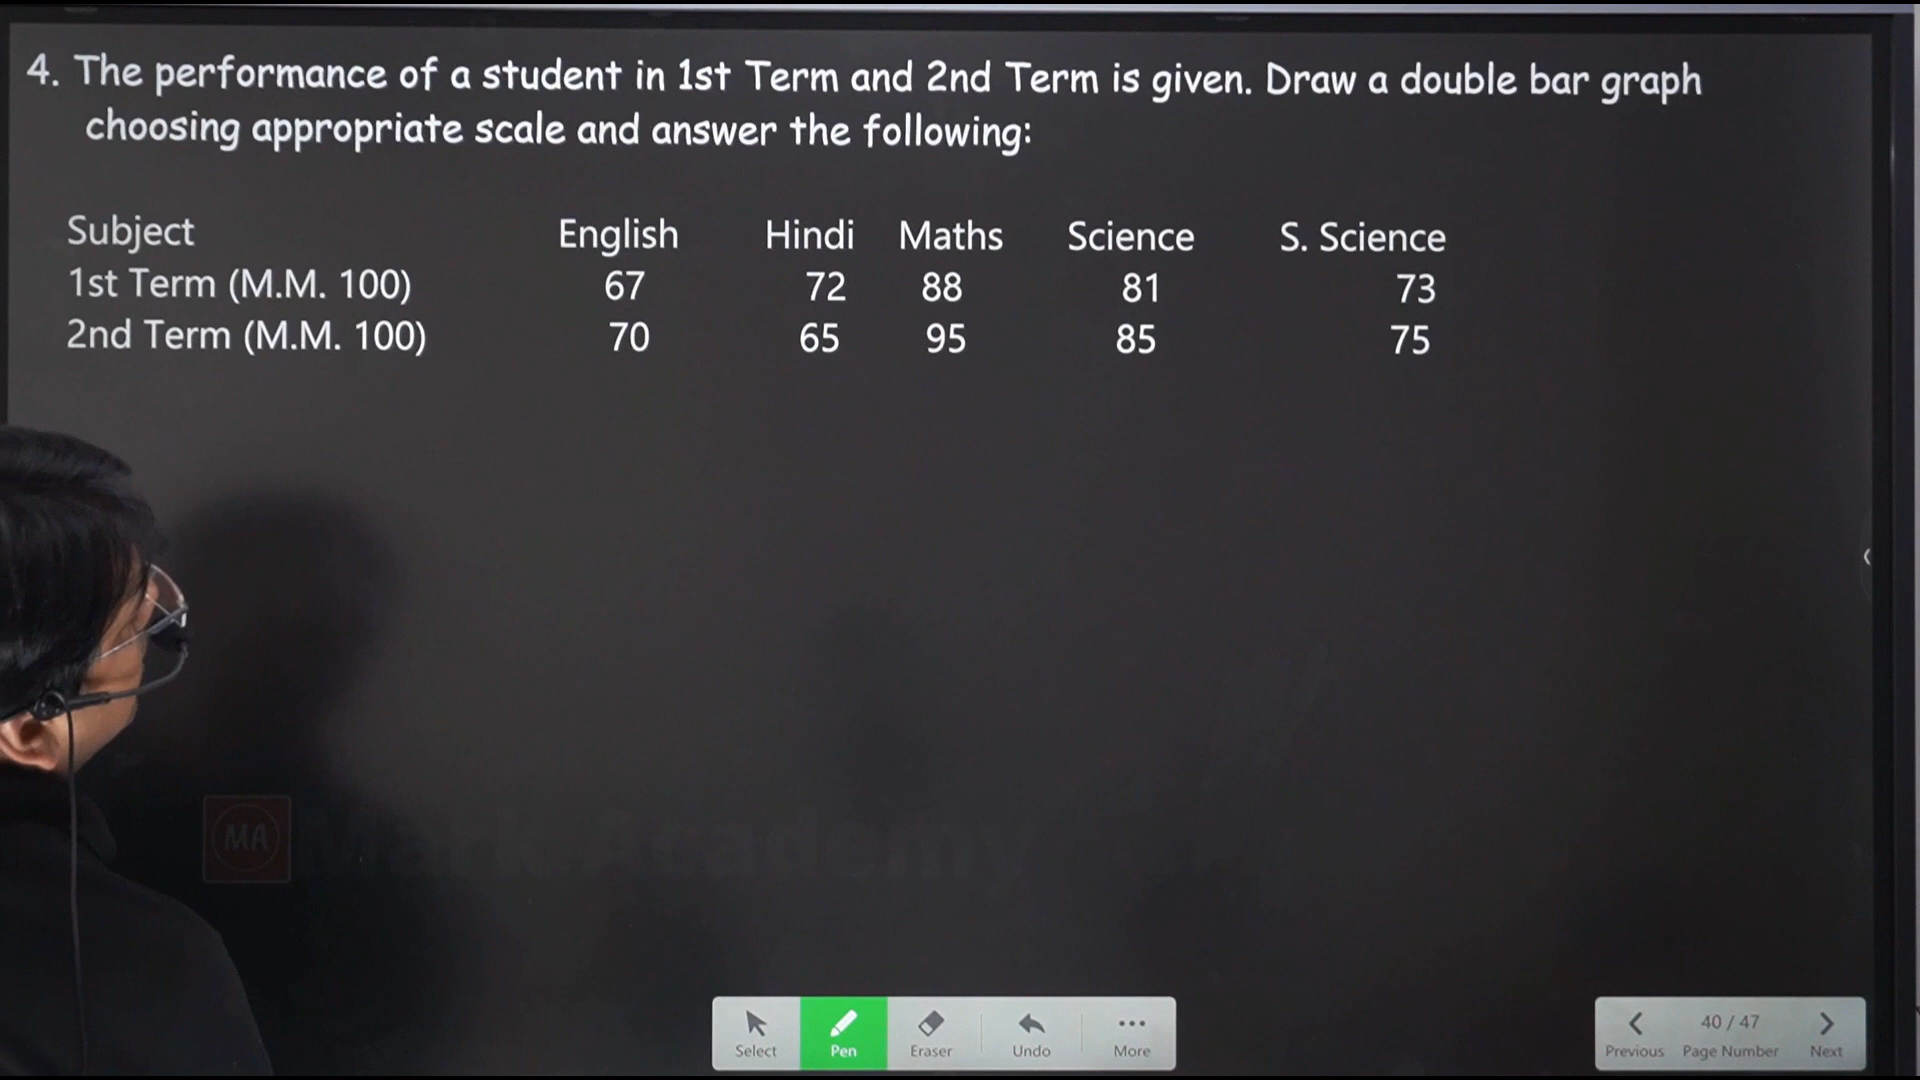 4. The performance of a student in 1st Term and 2nd Term is given. Draw a double bar graph
choosing appropriate scale and answer the following:
Subject English Hindi Maths Science S. Science
1st Term (M.M. 100) 67 72 88 81 73
2nd Term (M.M. 100) 70 65 95 85 75
MA Mark Academy
Select Pen Eraser Undo More
40 / 47
Previous Page Number Next